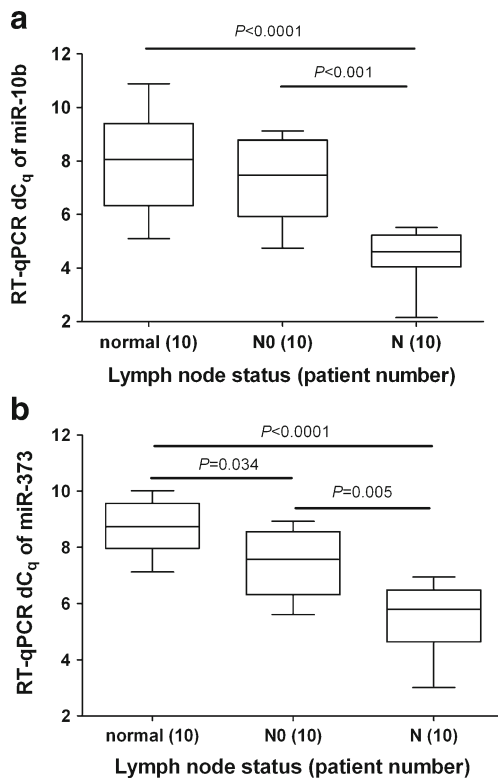 a
P<0.0001
P<0.001
RT-qPCR dCq of miR-10b
12
10
8
6
4
2
normal (10) N0 (10) N (10)
Lymph node status (patient number)
b
P<0.0001
P=0.034
P=0.005
RT-qPCR dCq of miR-373
12
10
8
6
4
2
normal (10) N0 (10) N (10)
Lymph node status (patient number)